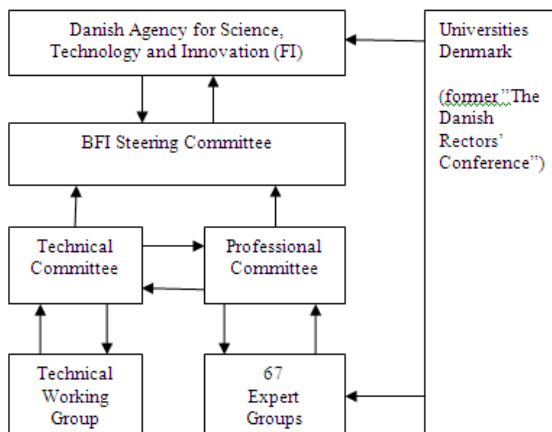 Danish Agency for Science,
Technology and Innovation (FI)
Universities
Denmark
(former”The
Danish
Rectors’
Conference”)
BFI Steering Committee
Technical
Committee
Professional
Committee
Technical
Working
Group
67
Expert
Groups